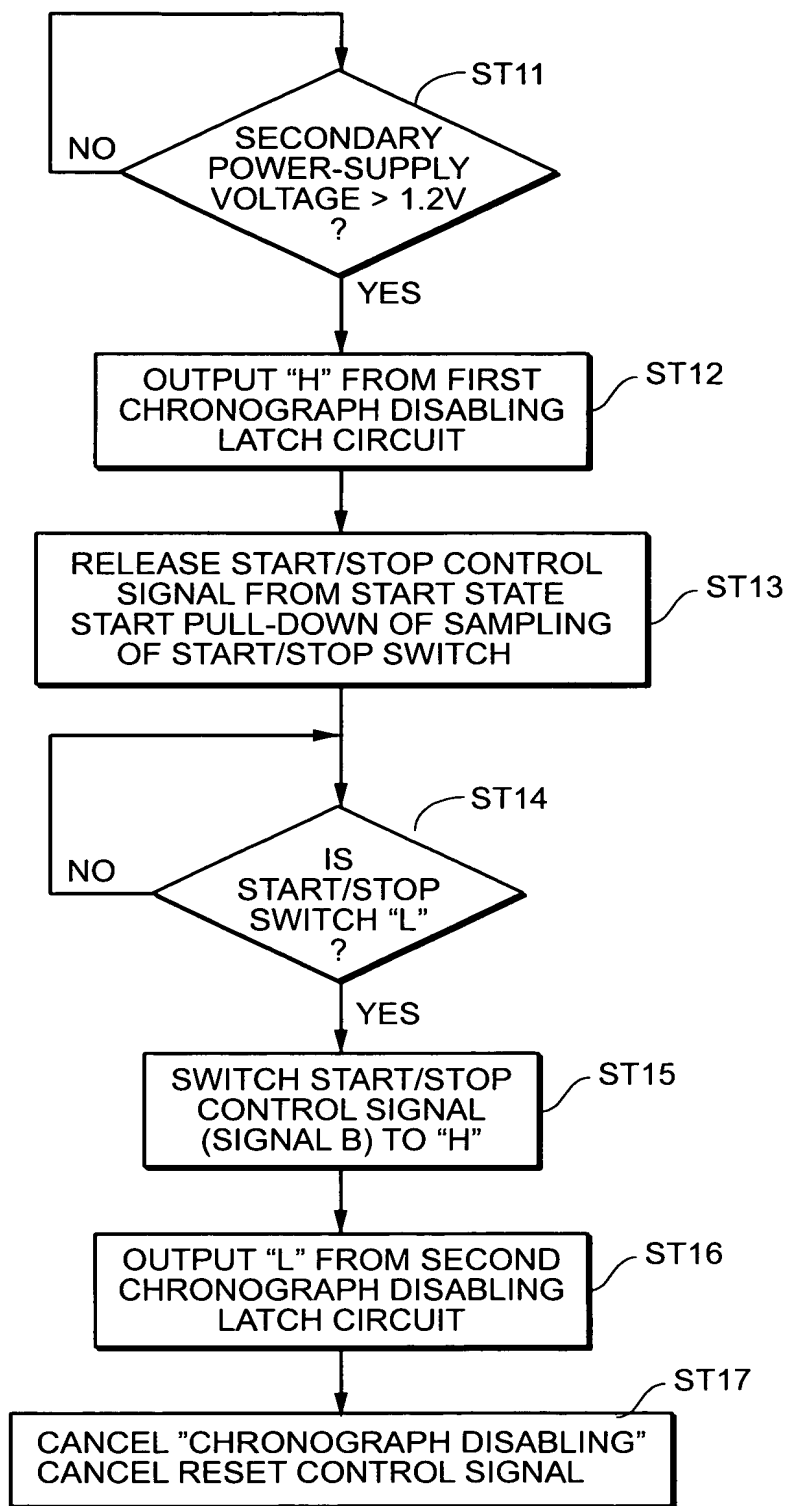 ST11
SECONDARY
POWER-SUPPLY
VOLTAGE > 1.2V
?
NO
YES
OUTPUT “H” FROM FIRST
CHRONOGRAPH DISABLING
LATCH CIRCUIT
ST12
RELEASE START/STOP CONTROL
SIGNAL FROM START STATE
START PULL-DOWN OF SAMPLING
OF START/STOP SWITCH
ST13
ST14
IS
START/STOP
SWITCH “L”
?
NO
YES
SWITCH START/STOP
CONTROL SIGNAL
(SIGNAL B) TO “H”
ST15
OUTPUT “L” FROM SECOND
CHRONOGRAPH DISABLING
LATCH CIRCUIT
ST16
ST17
CANCEL ”CHRONOGRAPH DISABLING”
CANCEL RESET CONTROL SIGNAL